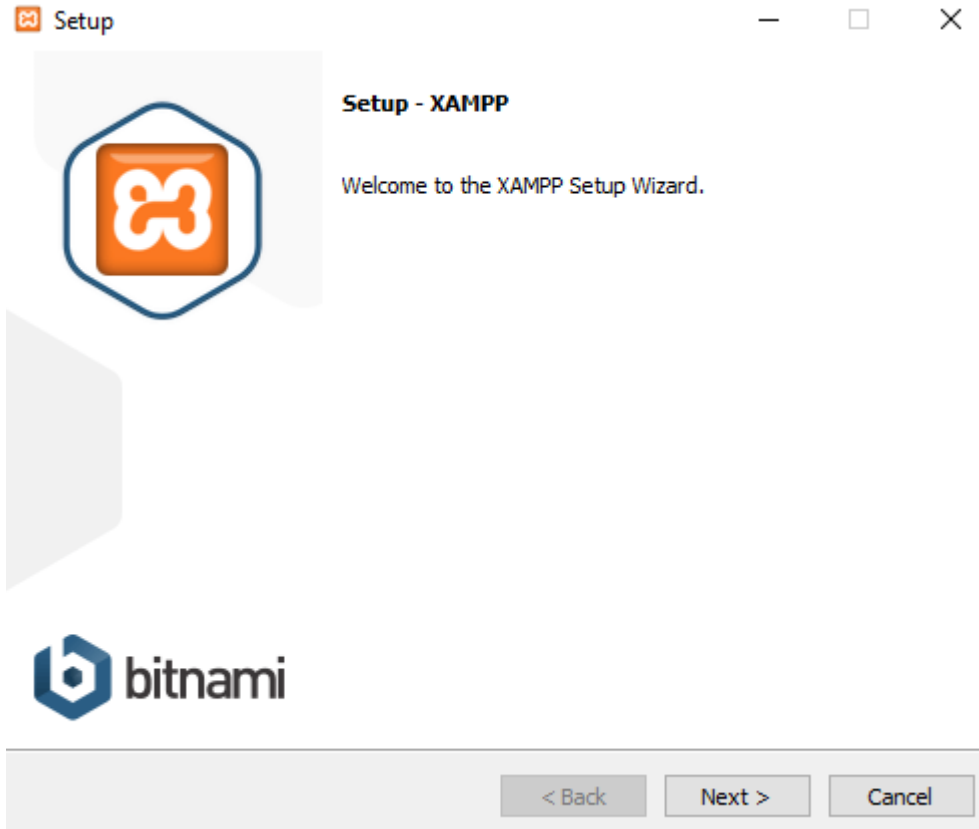 Setup
Setup - XAMPP
Welcome to the XAMPP Setup Wizard.
bitnami
< Back Next > Cancel